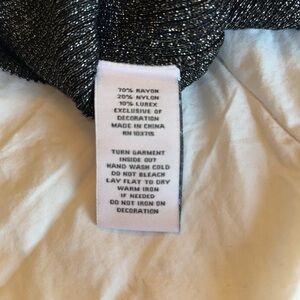 70% RAYON
20% NYLON
10% LUREX
EXCLUSIVE OF
DECORATION
MADE IN CHINA
RN 103715
TURN GARMENT
INSIDE OUT
HAND WASH COLD
DO NOT BLEACH
LAY FLAT TO DRY
WARM IRON
IF NEEDED
DO NOT IRON ON
DECORATION